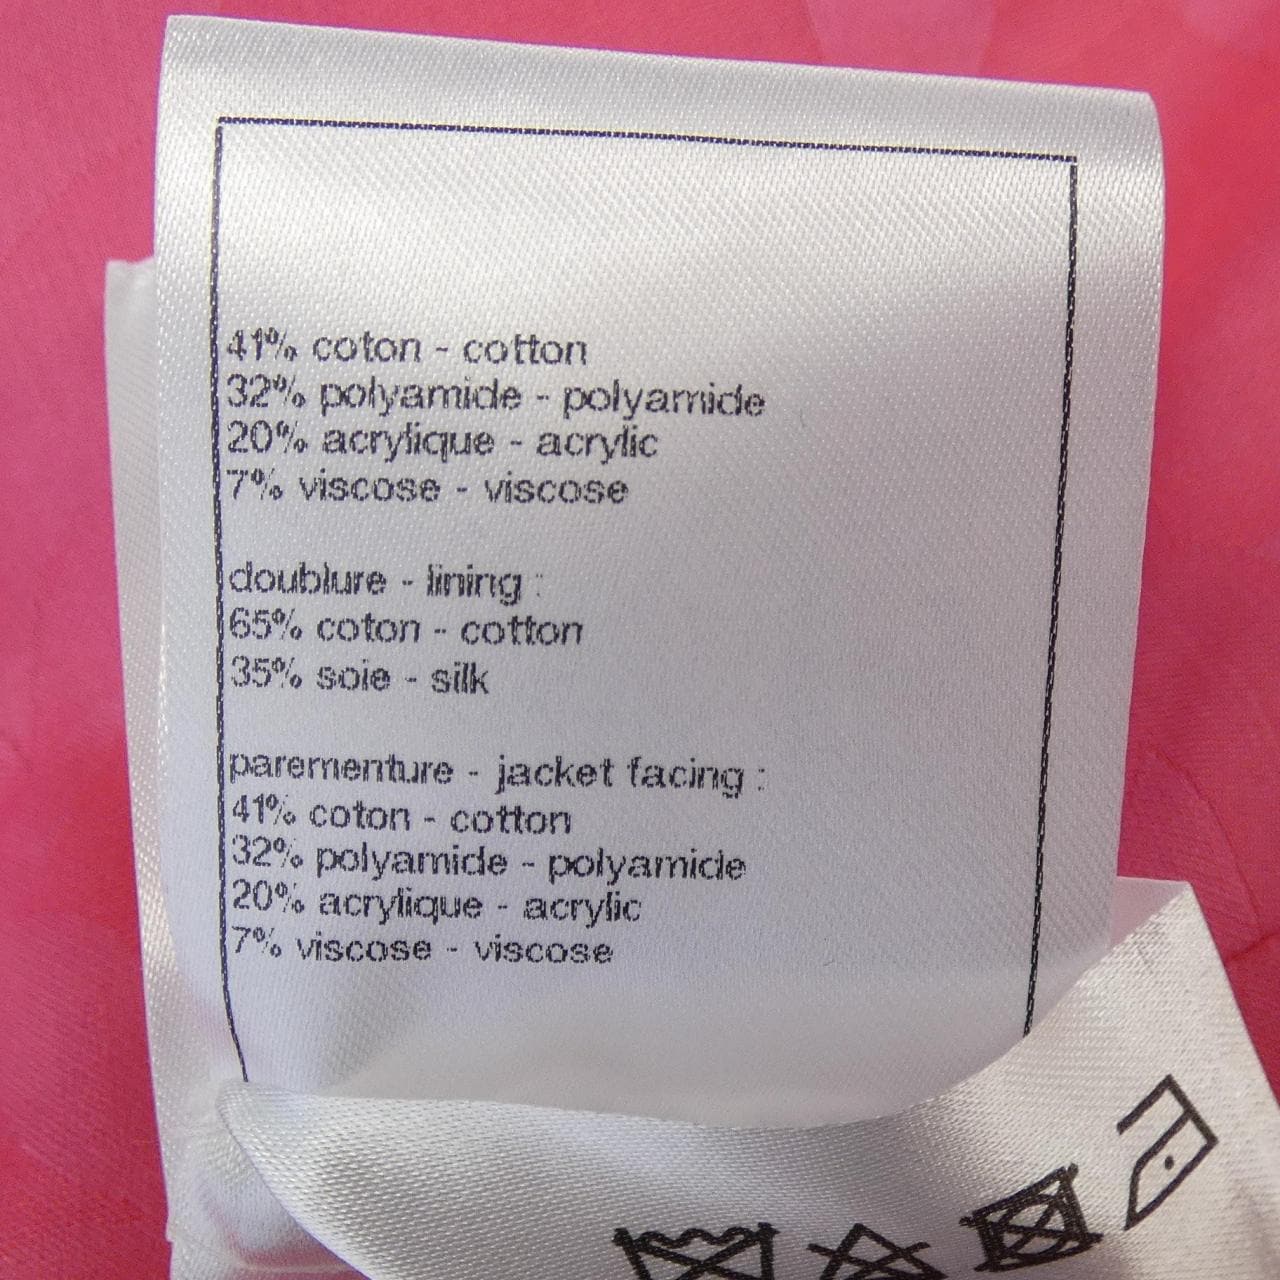 41% coton - cotton
32% polyamide - polyamide
20% acrylique - acrylic
7% viscose - viscose
doublure - lining :
65% coton - cotton
35% soie - silk
parementure - jacket facing :
41% coton - cotton
32% polyamide - polyamide
20% acrylique - acrylic
7% viscose - viscose